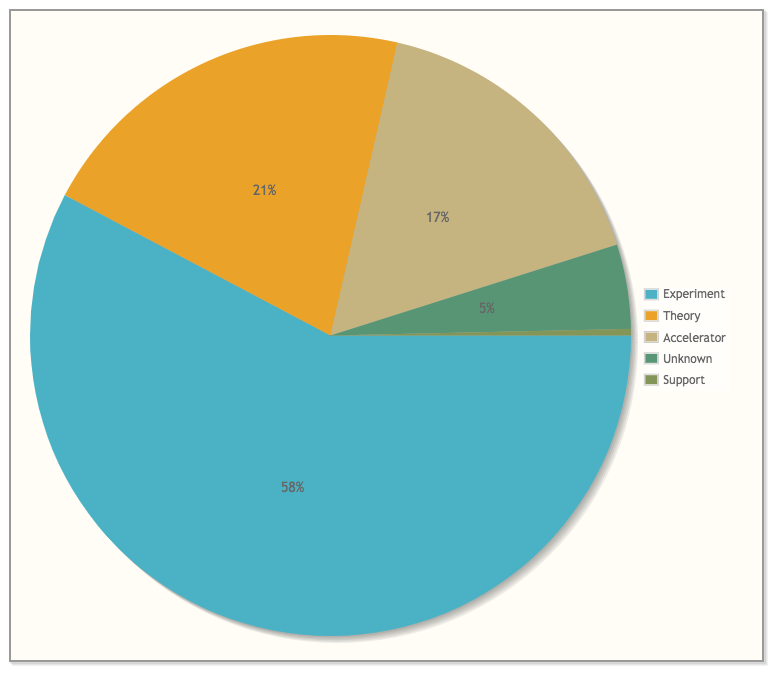 21%
17%
5%
58%
Experiment
Theory
Accelerator
Unknown
Support